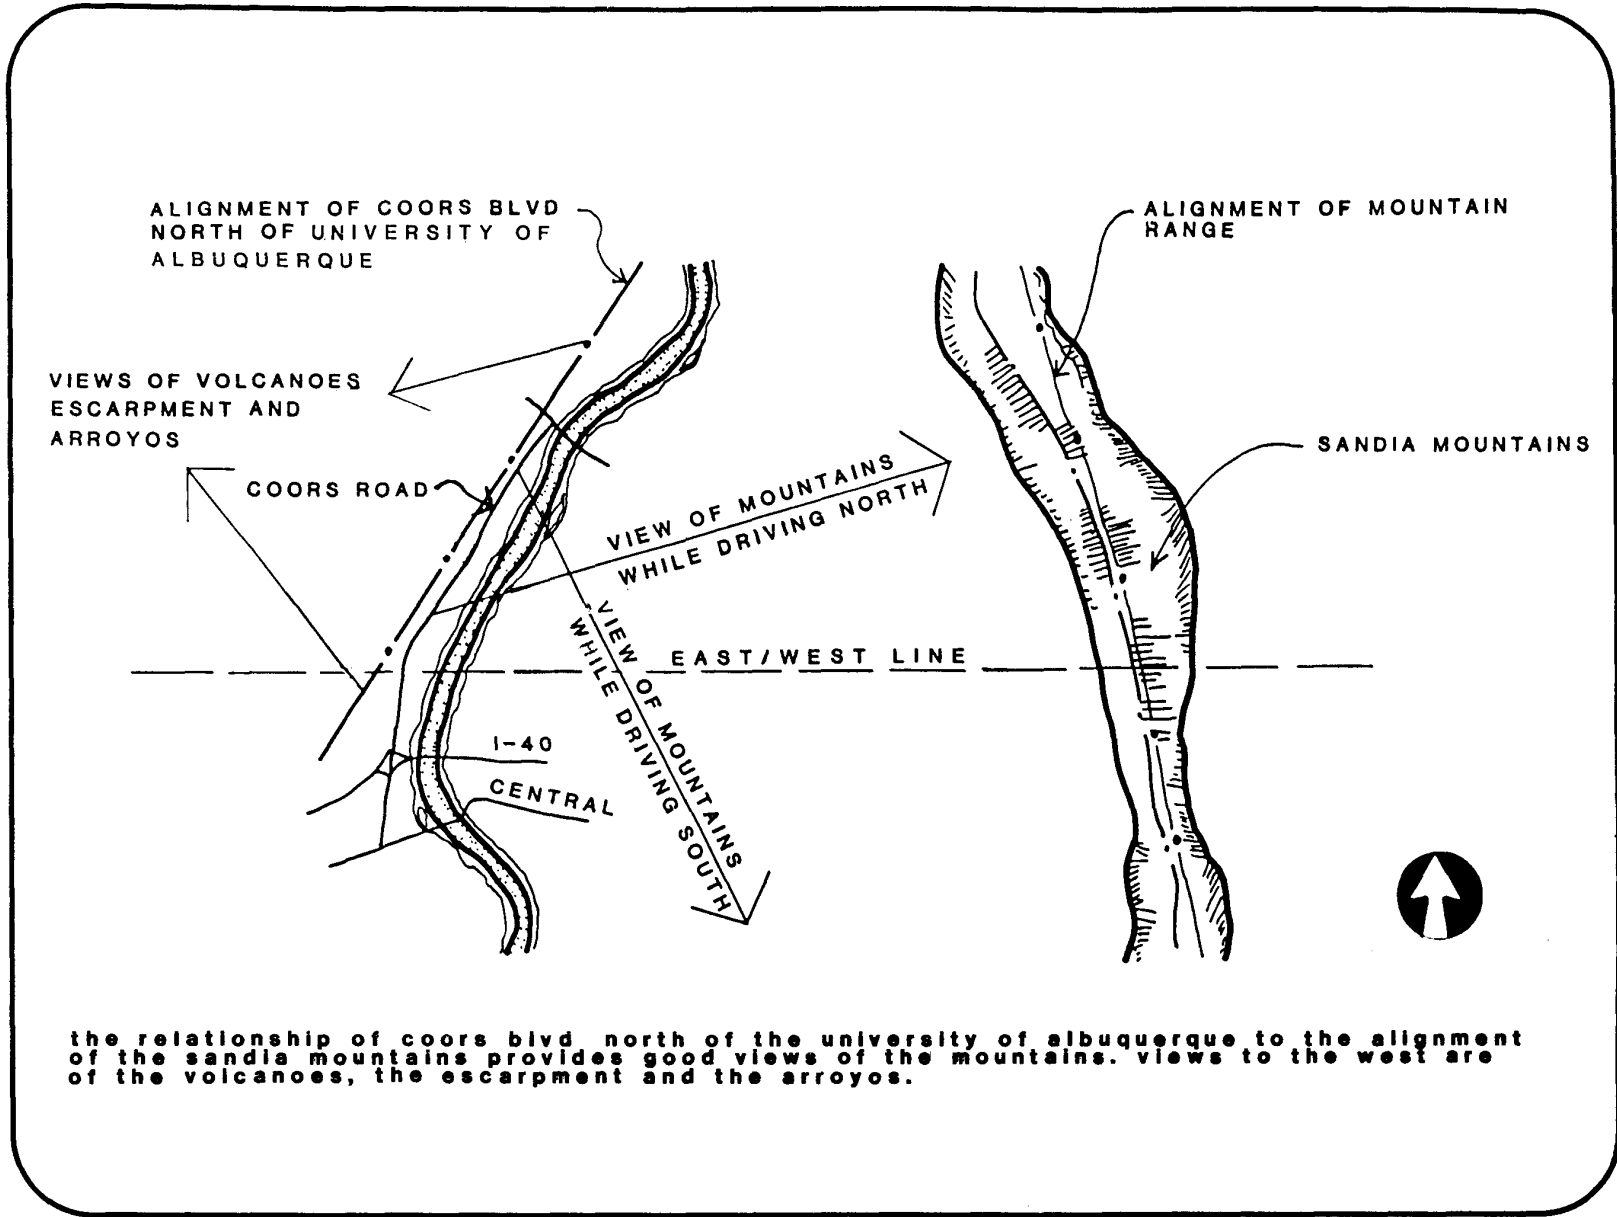 ALIGNMENT OF COORS BLVD
NORTH OF UNIVERSITY OF
ALBUQUERQUE
ALIGNMENT OF MOUNTAIN
RANGE
VIEWS OF VOLCANOES
ESCARPMENT AND
ARROYOS
COORS ROAD
SANDIA MOUNTAINS
VIEW OF MOUNTAINS
WHILE DRIVING NORTH
VIEW OF MOUNTAINS
WHILE DRIVING SOUTH
EAST/WEST LINE
I-40
CENTRAL
the relationship of coors blvd north of the university of albuquerque to the alignment
of the sandia mountains provides good views of the mountains. views to the west are
of the volcanoes, the escarpment and the arroyos.